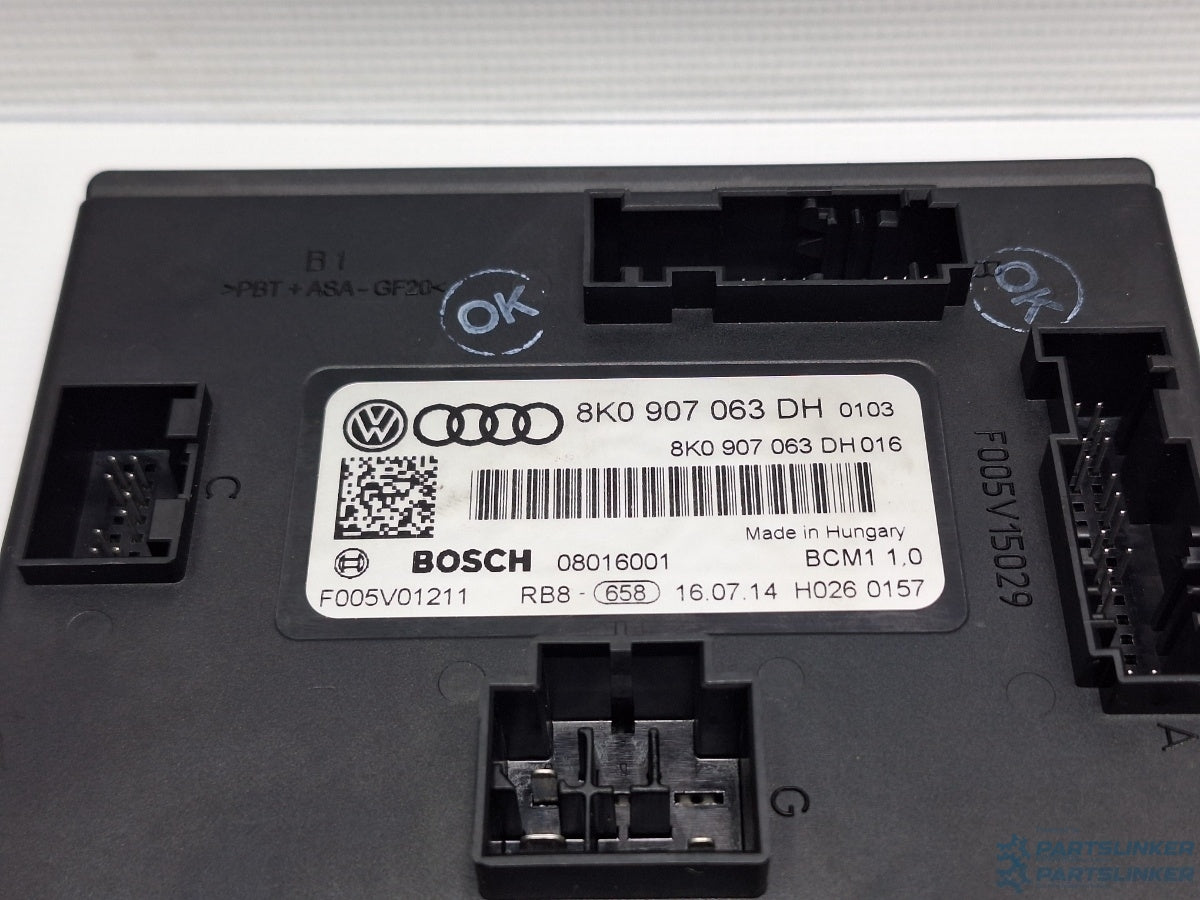 B1
>PBT + ASA - GF20<
OK
OK
VW
8K0 907 063 DH 0103
8K0 907 063 DH 016
Made in Hungary
BOSCH 08016001 BCM1 1,0
F005V01211 RB8 - 658 16.07.14 H026 0157
F005V15029
C
A
G
PARTSLINKER
PARTSLINKER